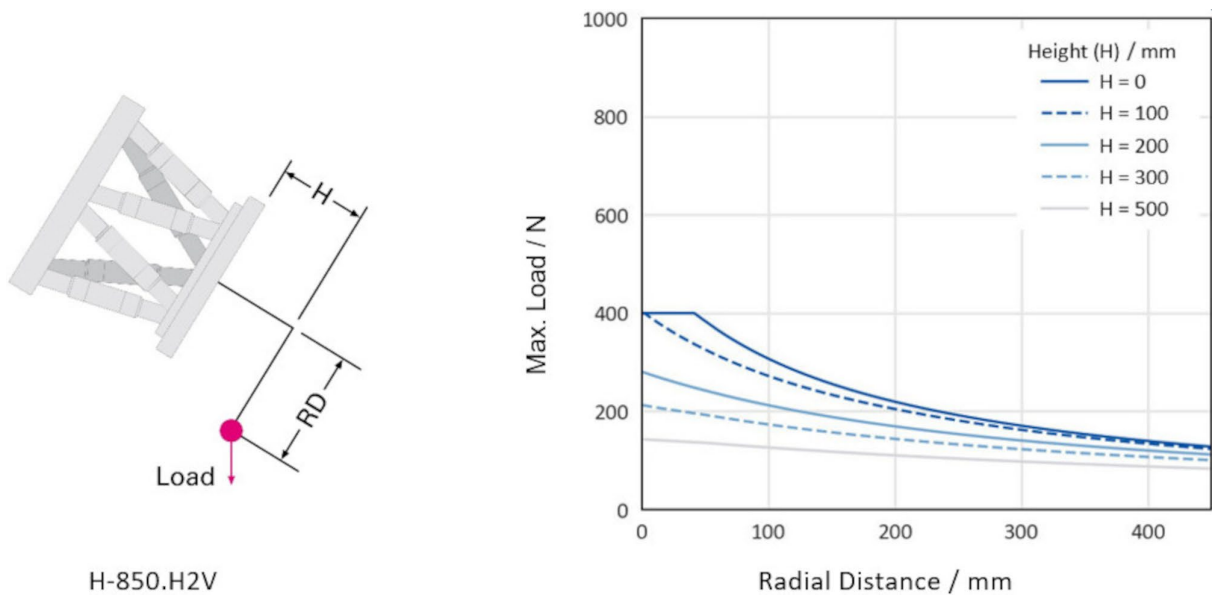 H
RD
Load
H-850.H2V
Max. Load / N
1000
800
600
400
200
0
Height (H) / mm
H = 0
H = 100
H = 200
H = 300
H = 500
0 100 200 300 400
Radial Distance / mm